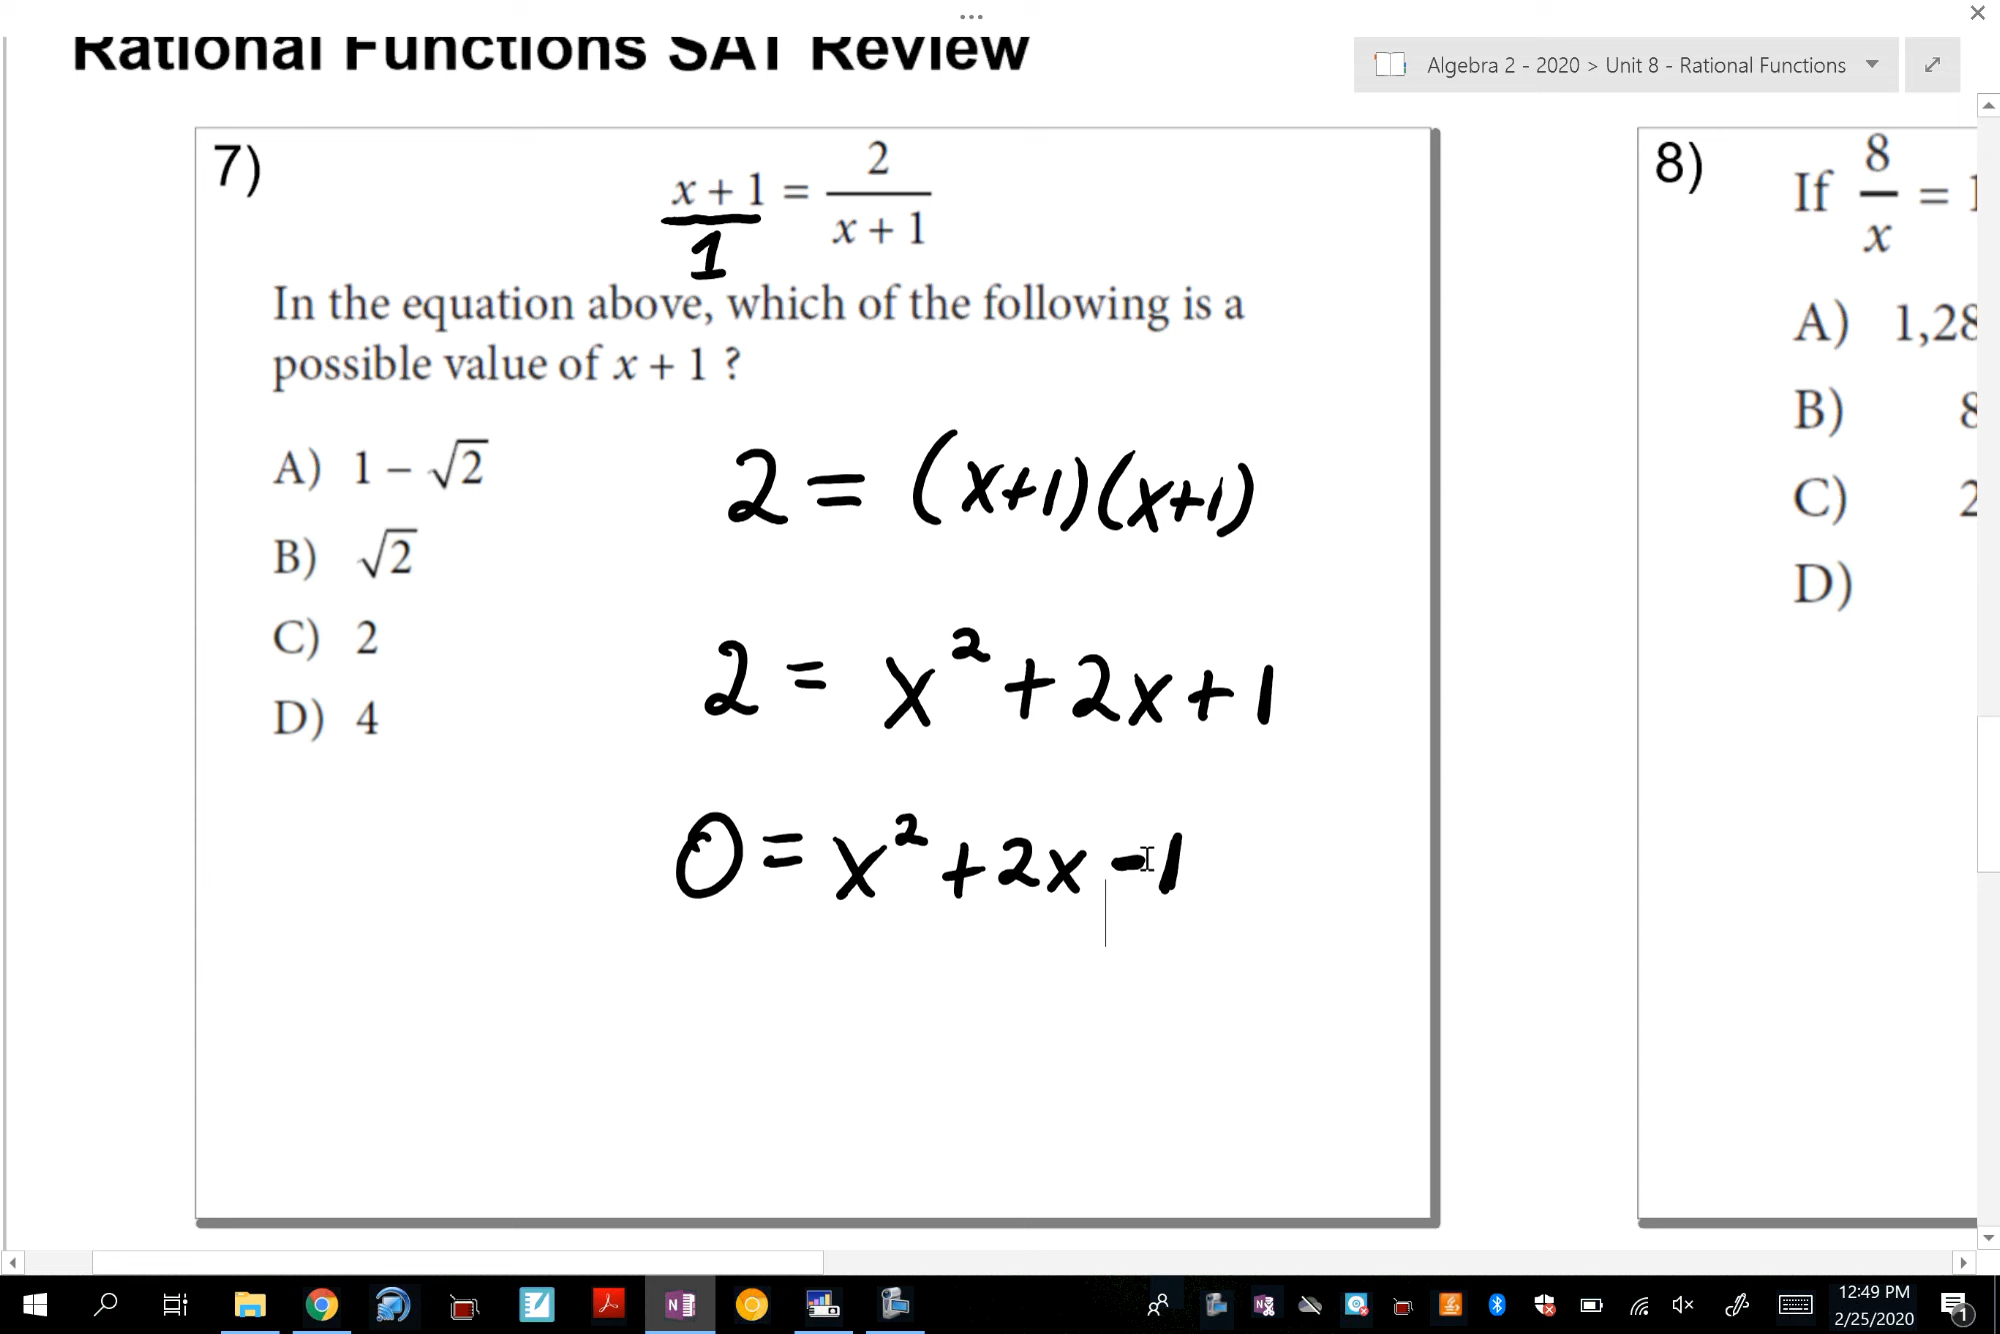 Rational Functions SAT Review
Algebra 2 - 2020 > Unit 8 - Rational Functions
7)
x + 1 = 2 / (x + 1)
1
In the equation above, which of the following is a
possible value of x + 1 ?
A) 1 – √2
B) √2
C) 2
D) 4
2 = (x+1)(x+1)
2 = x² + 2x + 1
0 = x² + 2x - 1
8)
If 8/x =
A) 1,28
B) 8
C) 2
D)
12:49 PM
2/25/2020
1